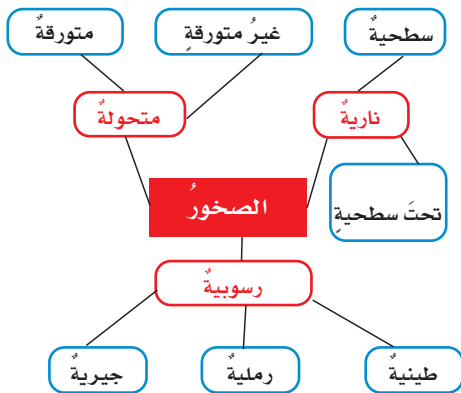 سطحيةٌ
غيرُ متورقةٍ
متورقةٌ
ناريةٌ
متحولةٌ
تحتَ سطحيةٍ
الصخورُ
رسوبيةٌ
طينيةٌ
رمليةٌ
جيريةٌ